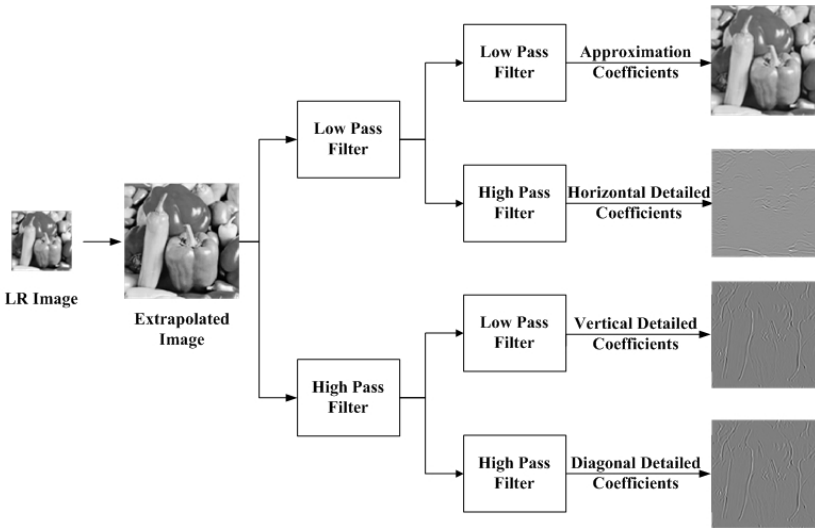 LR Image
Extrapolated
Image
Low Pass
Filter
High Pass
Filter
Low Pass
Filter
Approximation
Coefficients
High Pass
Filter
Horizontal Detailed
Coefficients
Low Pass
Filter
Vertical Detailed
Coefficients
High Pass
Filter
Diagonal Detailed
Coefficients